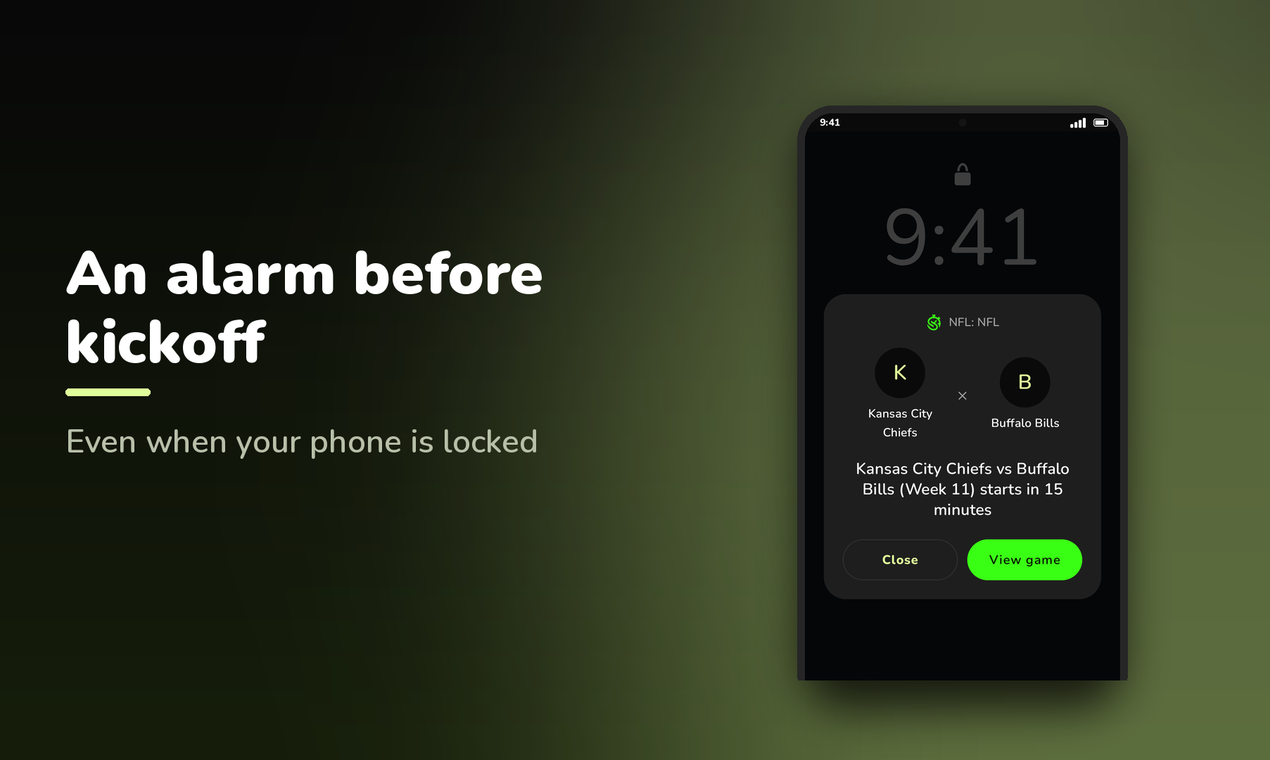 An alarm before
kickoff
Even when your phone is locked
9:41
9:41
NFL: NFL
K
B
×
Kansas City
Chiefs
Buffalo Bills
Kansas City Chiefs vs Buffalo
Bills (Week 11) starts in 15
minutes
Close
View game